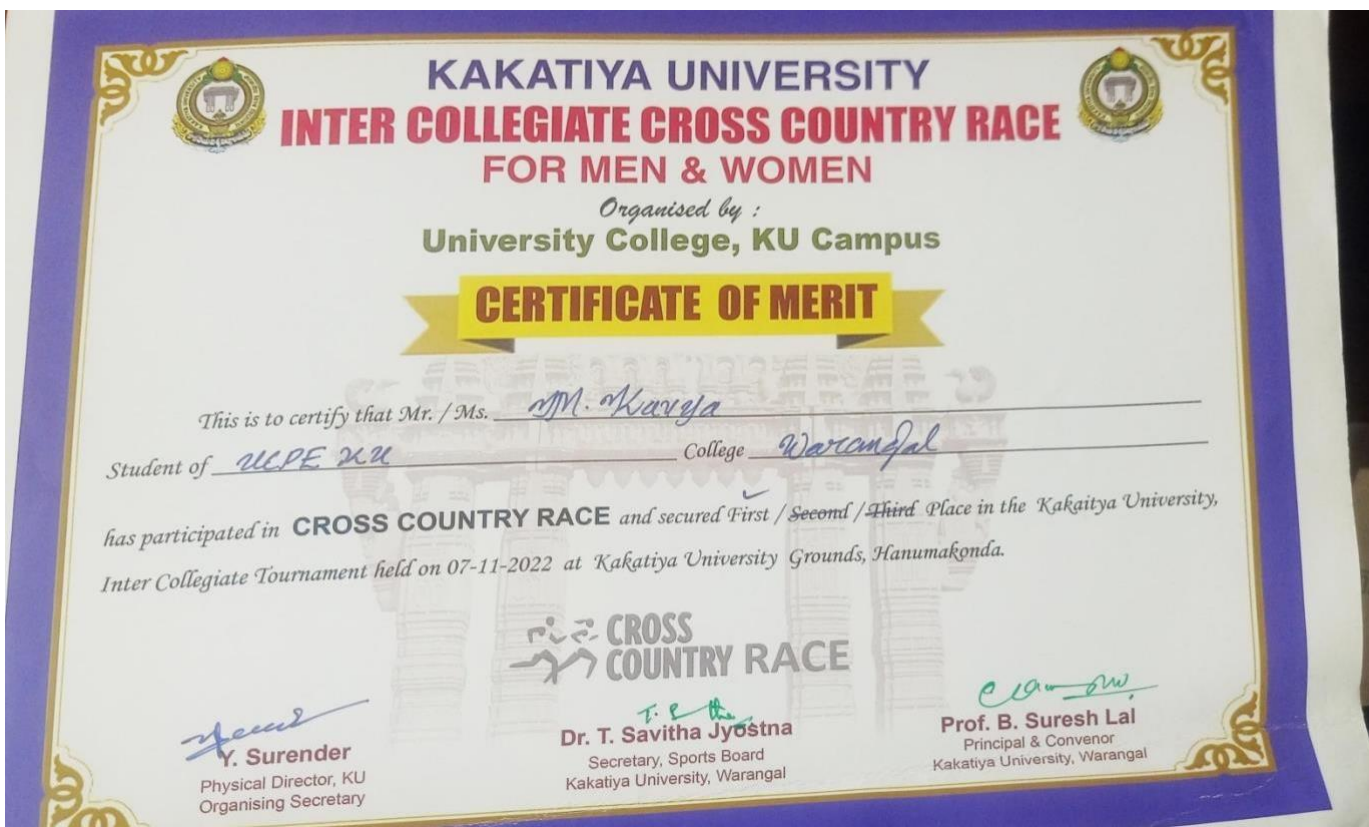 KAKATIYA UNIVERSITY
INTER COLLEGIATE CROSS COUNTRY RACE
FOR MEN & WOMEN
Organised by :
University College, KU Campus
CERTIFICATE OF MERIT
This is to certify that Mr. / Ms. M. Kavya
Student of UCPE KU College Warangal
has participated in CROSS COUNTRY RACE and secured First / Second / Third Place in the Kakaitya University,
Inter Collegiate Tournament held on 07-11-2022 at Kakatiya University Grounds, Hanumakonda.
CROSS
COUNTRY RACE
Y. Surender
Physical Director, KU
Organising Secretary
Dr. T. Savitha Jyostna
Secretary, Sports Board
Kakatiya University, Warangal
Prof. B. Suresh Lal
Principal & Convenor
Kakatiya University, Warangal